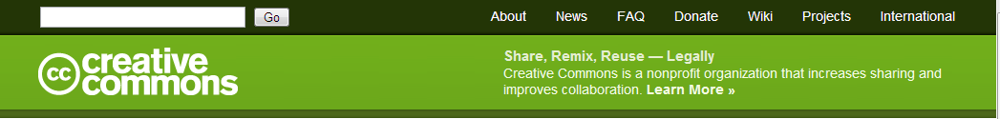 Go About News FAQ Donate Wiki Projects International
cc creative
commons
Share, Remix, Reuse — Legally
Creative Commons is a nonprofit organization that increases sharing and
improves collaboration. Learn More »